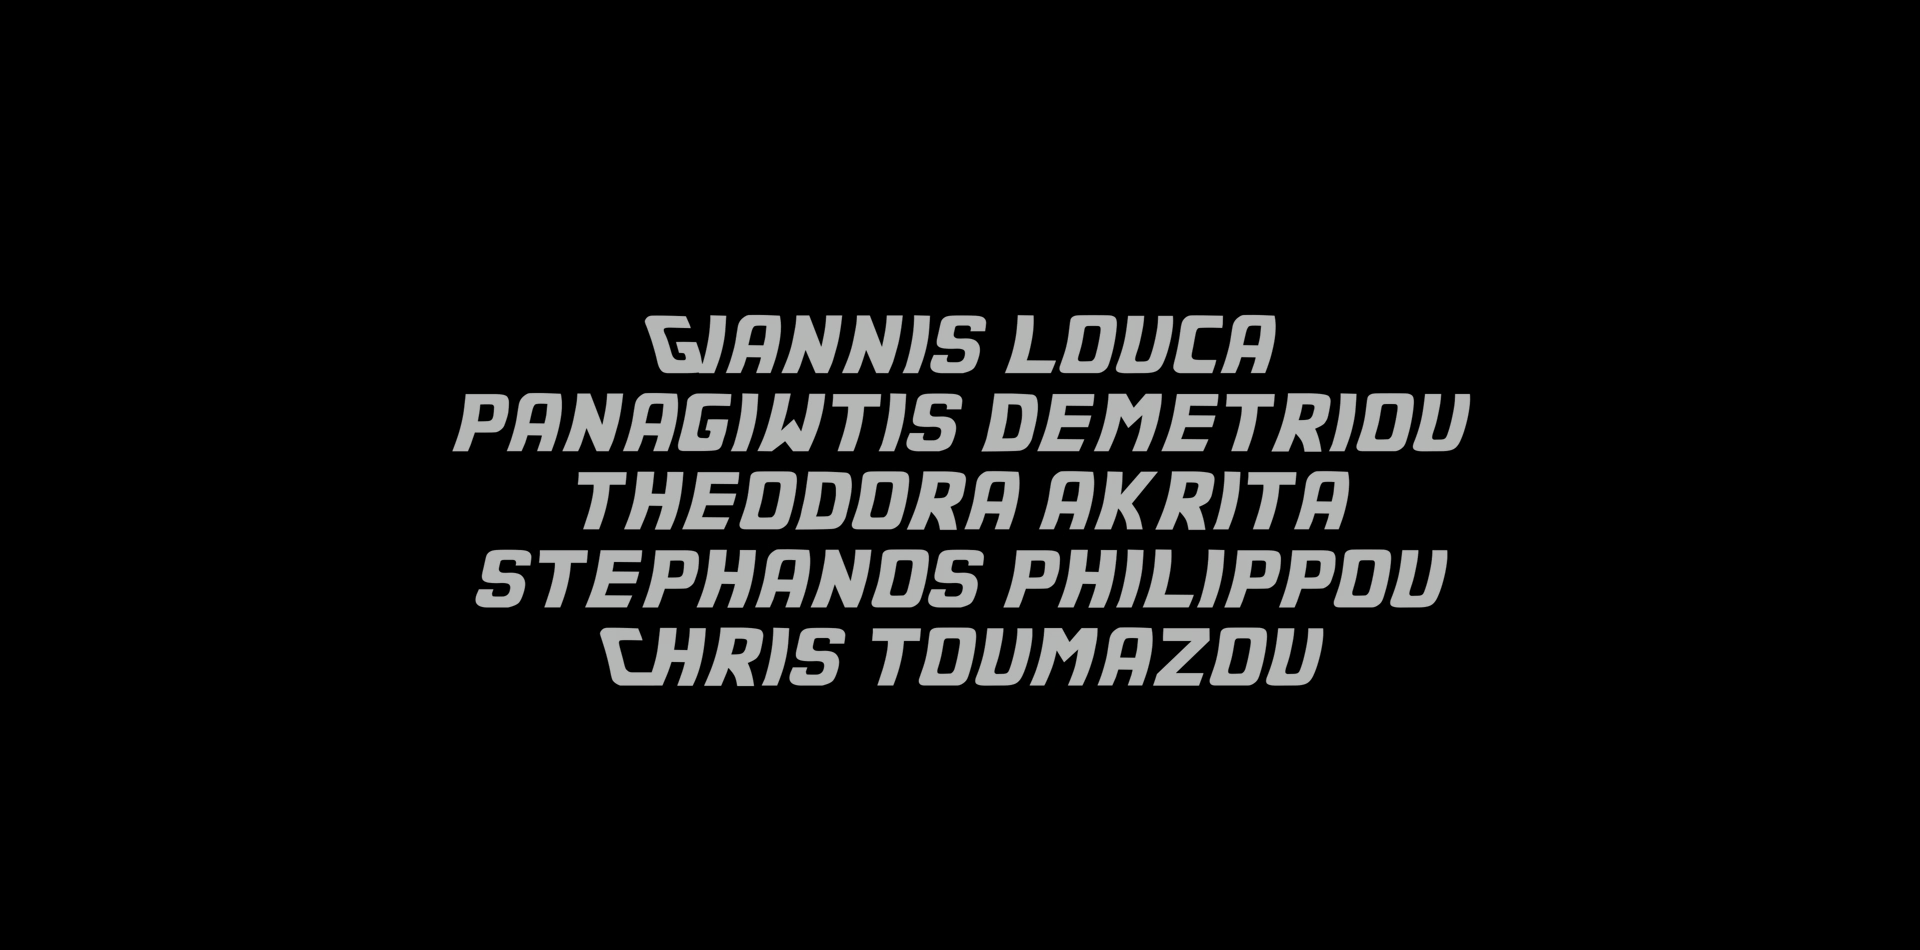 GIANNIS LOUCA
PANAGIWTIS DEMETRIOU
THEODORA AKRITA
STEPHANOS PHILIPPOU
CHRIS TOUMAZOU